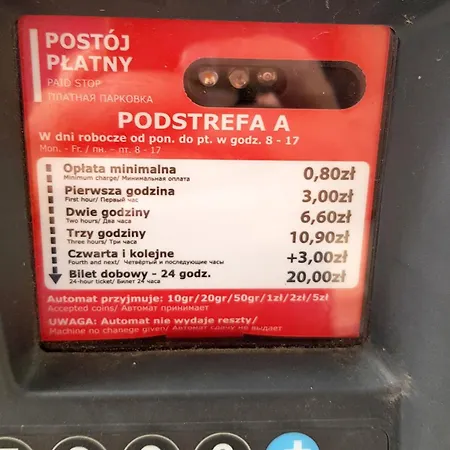 POSTÓJ
PŁATNY
PAID STOP
ПЛАТНАЯ ПАРКОВКА
PODSTREFA A
W dni robocze od pon. do pt. w godz. 8 - 17
Mon. - Fr./ пн. – пт. 8 - 17
Opłata minimalna 0,80zł
Minimum charge/ Минимальная оплата
Pierwsza godzina 3,00zł
First hour/ Первый час
Dwie godziny 6,60zł
Two hours/ Два часа
Trzy godziny 10,90zł
Three hours/ Три часа
Czwarta i kolejne +3,00zł
Fourth and next/ Четвёртый и последующие часы
Bilet dobowy - 24 godz. 20,00zł
24-hour ticket/ Билет 24 часа
Automat przyjmuje: 10gr/20gr/50gr/1zł/2zł/5zł
Accepted coins/ Автомат принимает
UWAGA: Automat nie wydaje reszty/
Machine no chanege given/ Автомат сдачу не выдает